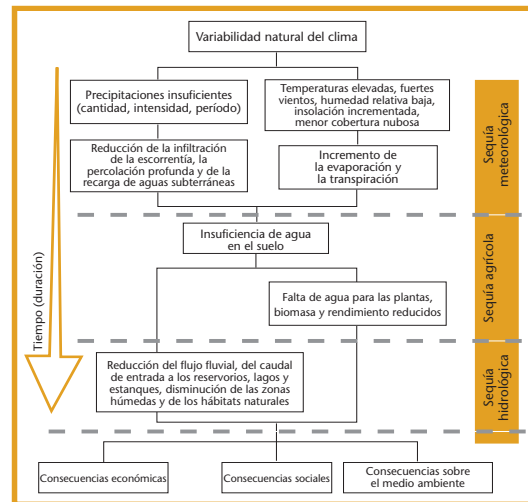 Variabilidad natural del clima
Precipitaciones insuficientes
(cantidad, intensidad, período)
Temperaturas elevadas, fuertes
vientos, humedad relativa baja,
insolación incrementada,
menor cobertura nubosa
Reducción de la infiltración
de la escorrentía, la
percolación profunda y de la
recarga de aguas subterráneas
Incremento de
la evaporación y
la transpiración
Sequía
meteorológica
Insuficiencia de agua
en el suelo
Falta de agua para las plantas,
biomasa y rendimiento reducidos
Sequía agrícola
Tiempo (duración)
Reducción del flujo fluvial, del caudal
de entrada a los reservorios, lagos y
estanques, disminución de las zonas
húmedas y de los hábitats naturales
Sequía
hidrológica
Consecuencias económicas
Consecuencias sociales
Consecuencias sobre
el medio ambiente